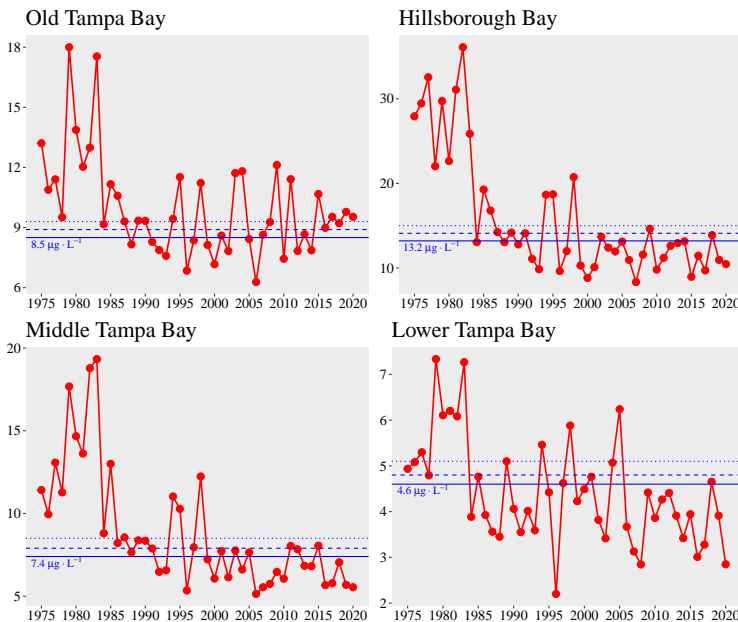 Old Tampa Bay
18
15
12
9
6
8.5 µg · L⁻¹
1975 1980 1985 1990 1995 2000 2005 2010 2015 2020
Hillsborough Bay
30
20
10
13.2 µg · L⁻¹
1975 1980 1985 1990 1995 2000 2005 2010 2015 2020
Middle Tampa Bay
20
15
10
5
7.4 µg · L⁻¹
1975 1980 1985 1990 1995 2000 2005 2010 2015 2020
Lower Tampa Bay
7
6
5
4
3
2
4.6 µg · L⁻¹
1975 1980 1985 1990 1995 2000 2005 2010 2015 2020